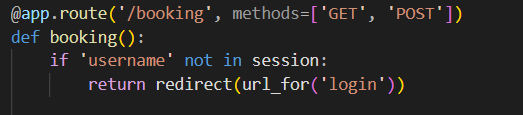 @app.route('/booking', methods=['GET', 'POST'])
def booking():
    if 'username' not in session:
        return redirect(url_for('login'))